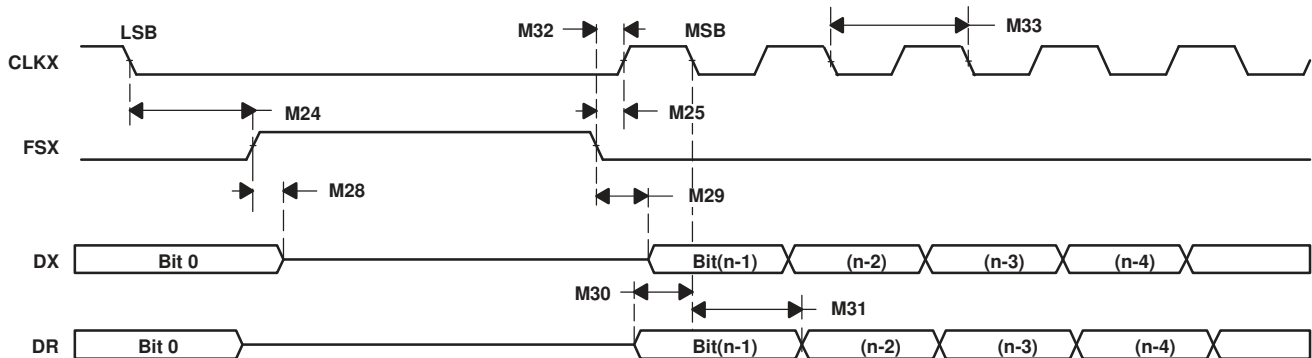 LSB M32 MSB M33
CLKX
M24 M25
FSX
M28 M29
DX Bit 0 Bit(n-1) (n-2) (n-3) (n-4)
M30 M31
DR Bit 0 Bit(n-1) (n-2) (n-3) (n-4)